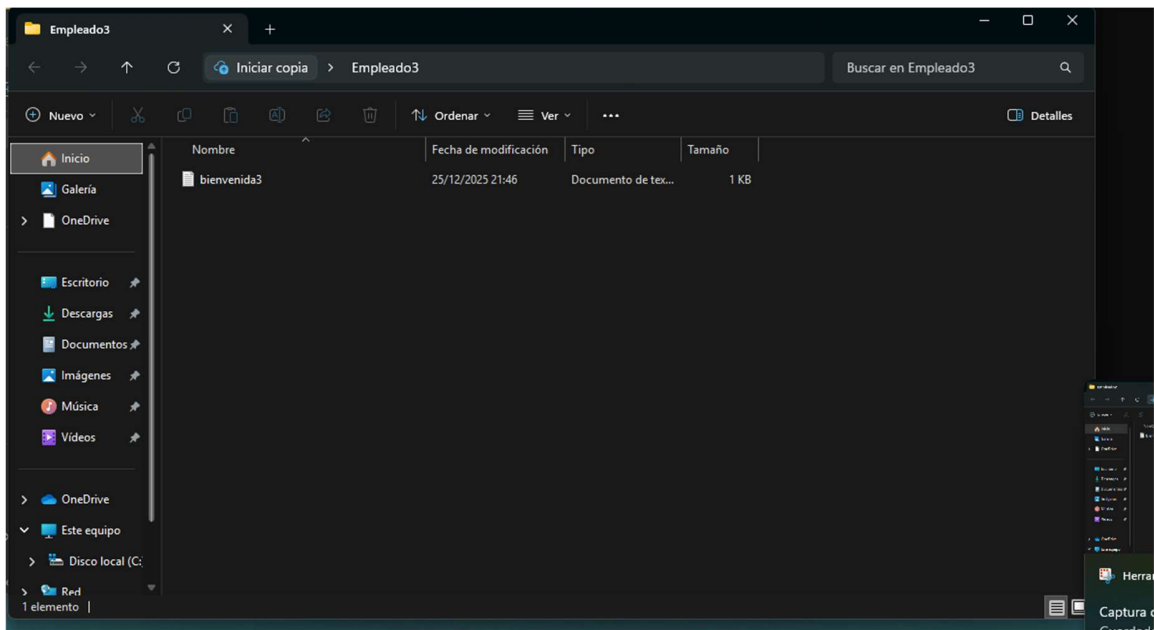 Empleado3
Iniciar copia > Empleado3
Buscar en Empleado3
Nuevo
Ordenar
Ver
Detalles
Nombre
Fecha de modificación
Tipo
Tamaño
bienvenida3
25/12/2025 21:46
Documento de tex...
1 KB
Inicio
Galería
OneDrive
Escritorio
Descargas
Documentos
Imágenes
Música
Vídeos
OneDrive
Este equipo
Disco local (C:
Red
1 elemento
Herrar
Captura